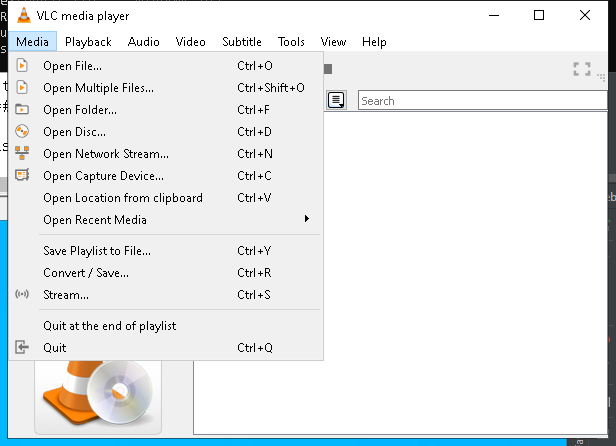 VLC media player
Media Playback Audio Video Subtitle Tools View Help
Open File... Ctrl+O
Open Multiple Files... Ctrl+Shift+O
Search
Open Folder... Ctrl+F
Open Disc... Ctrl+D
Open Network Stream... Ctrl+N
Open Capture Device... Ctrl+C
Open Location from clipboard Ctrl+V
Open Recent Media
Save Playlist to File... Ctrl+Y
Convert / Save... Ctrl+R
Stream... Ctrl+S
Quit at the end of playlist
Quit Ctrl+Q